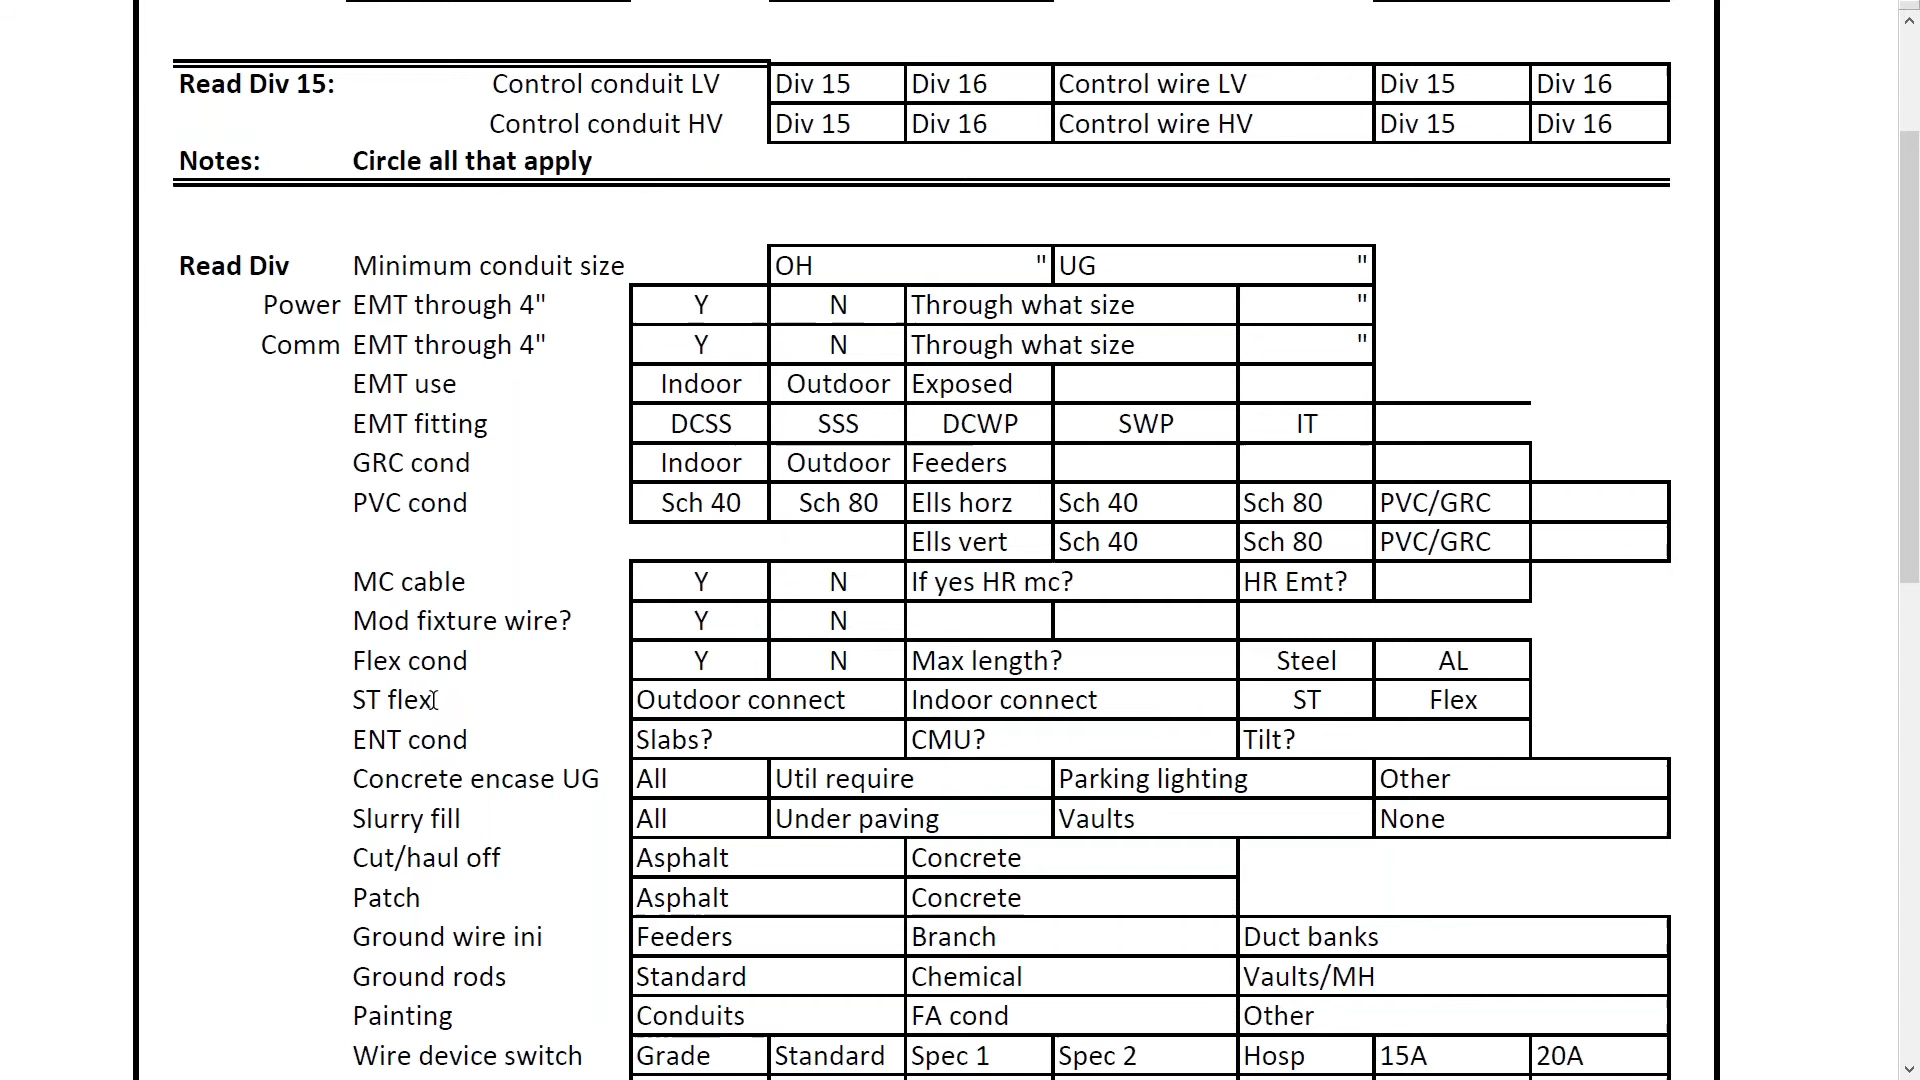 Read Div 15: Control conduit LV Div 15 Div 16 Control wire LV Div 15 Div 16
Control conduit HV Div 15 Div 16 Control wire HV Div 15 Div 16
Notes: Circle all that apply
Read Div Minimum conduit size OH " UG "
Power EMT through 4" Y N Through what size "
Comm EMT through 4" Y N Through what size "
EMT use Indoor Outdoor Exposed
EMT fitting DCSS SSS DCWP SWP IT
GRC cond Indoor Outdoor Feeders
PVC cond Sch 40 Sch 80 Ells horz Sch 40 Sch 80 PVC/GRC
Ells vert Sch 40 Sch 80 PVC/GRC
MC cable Y N If yes HR mc? HR Emt?
Mod fixture wire? Y N
Flex cond Y N Max length? Steel AL
ST flex Outdoor connect Indoor connect ST Flex
ENT cond Slabs? CMU? Tilt?
Concrete encase UG All Util require Parking lighting Other
Slurry fill All Under paving Vaults None
Cut/haul off Asphalt Concrete
Patch Asphalt Concrete
Ground wire ini Feeders Branch Duct banks
Ground rods Standard Chemical Vaults/MH
Painting Conduits FA cond Other
Wire device switch Grade Standard Spec 1 Spec 2 Hosp 15A 20A